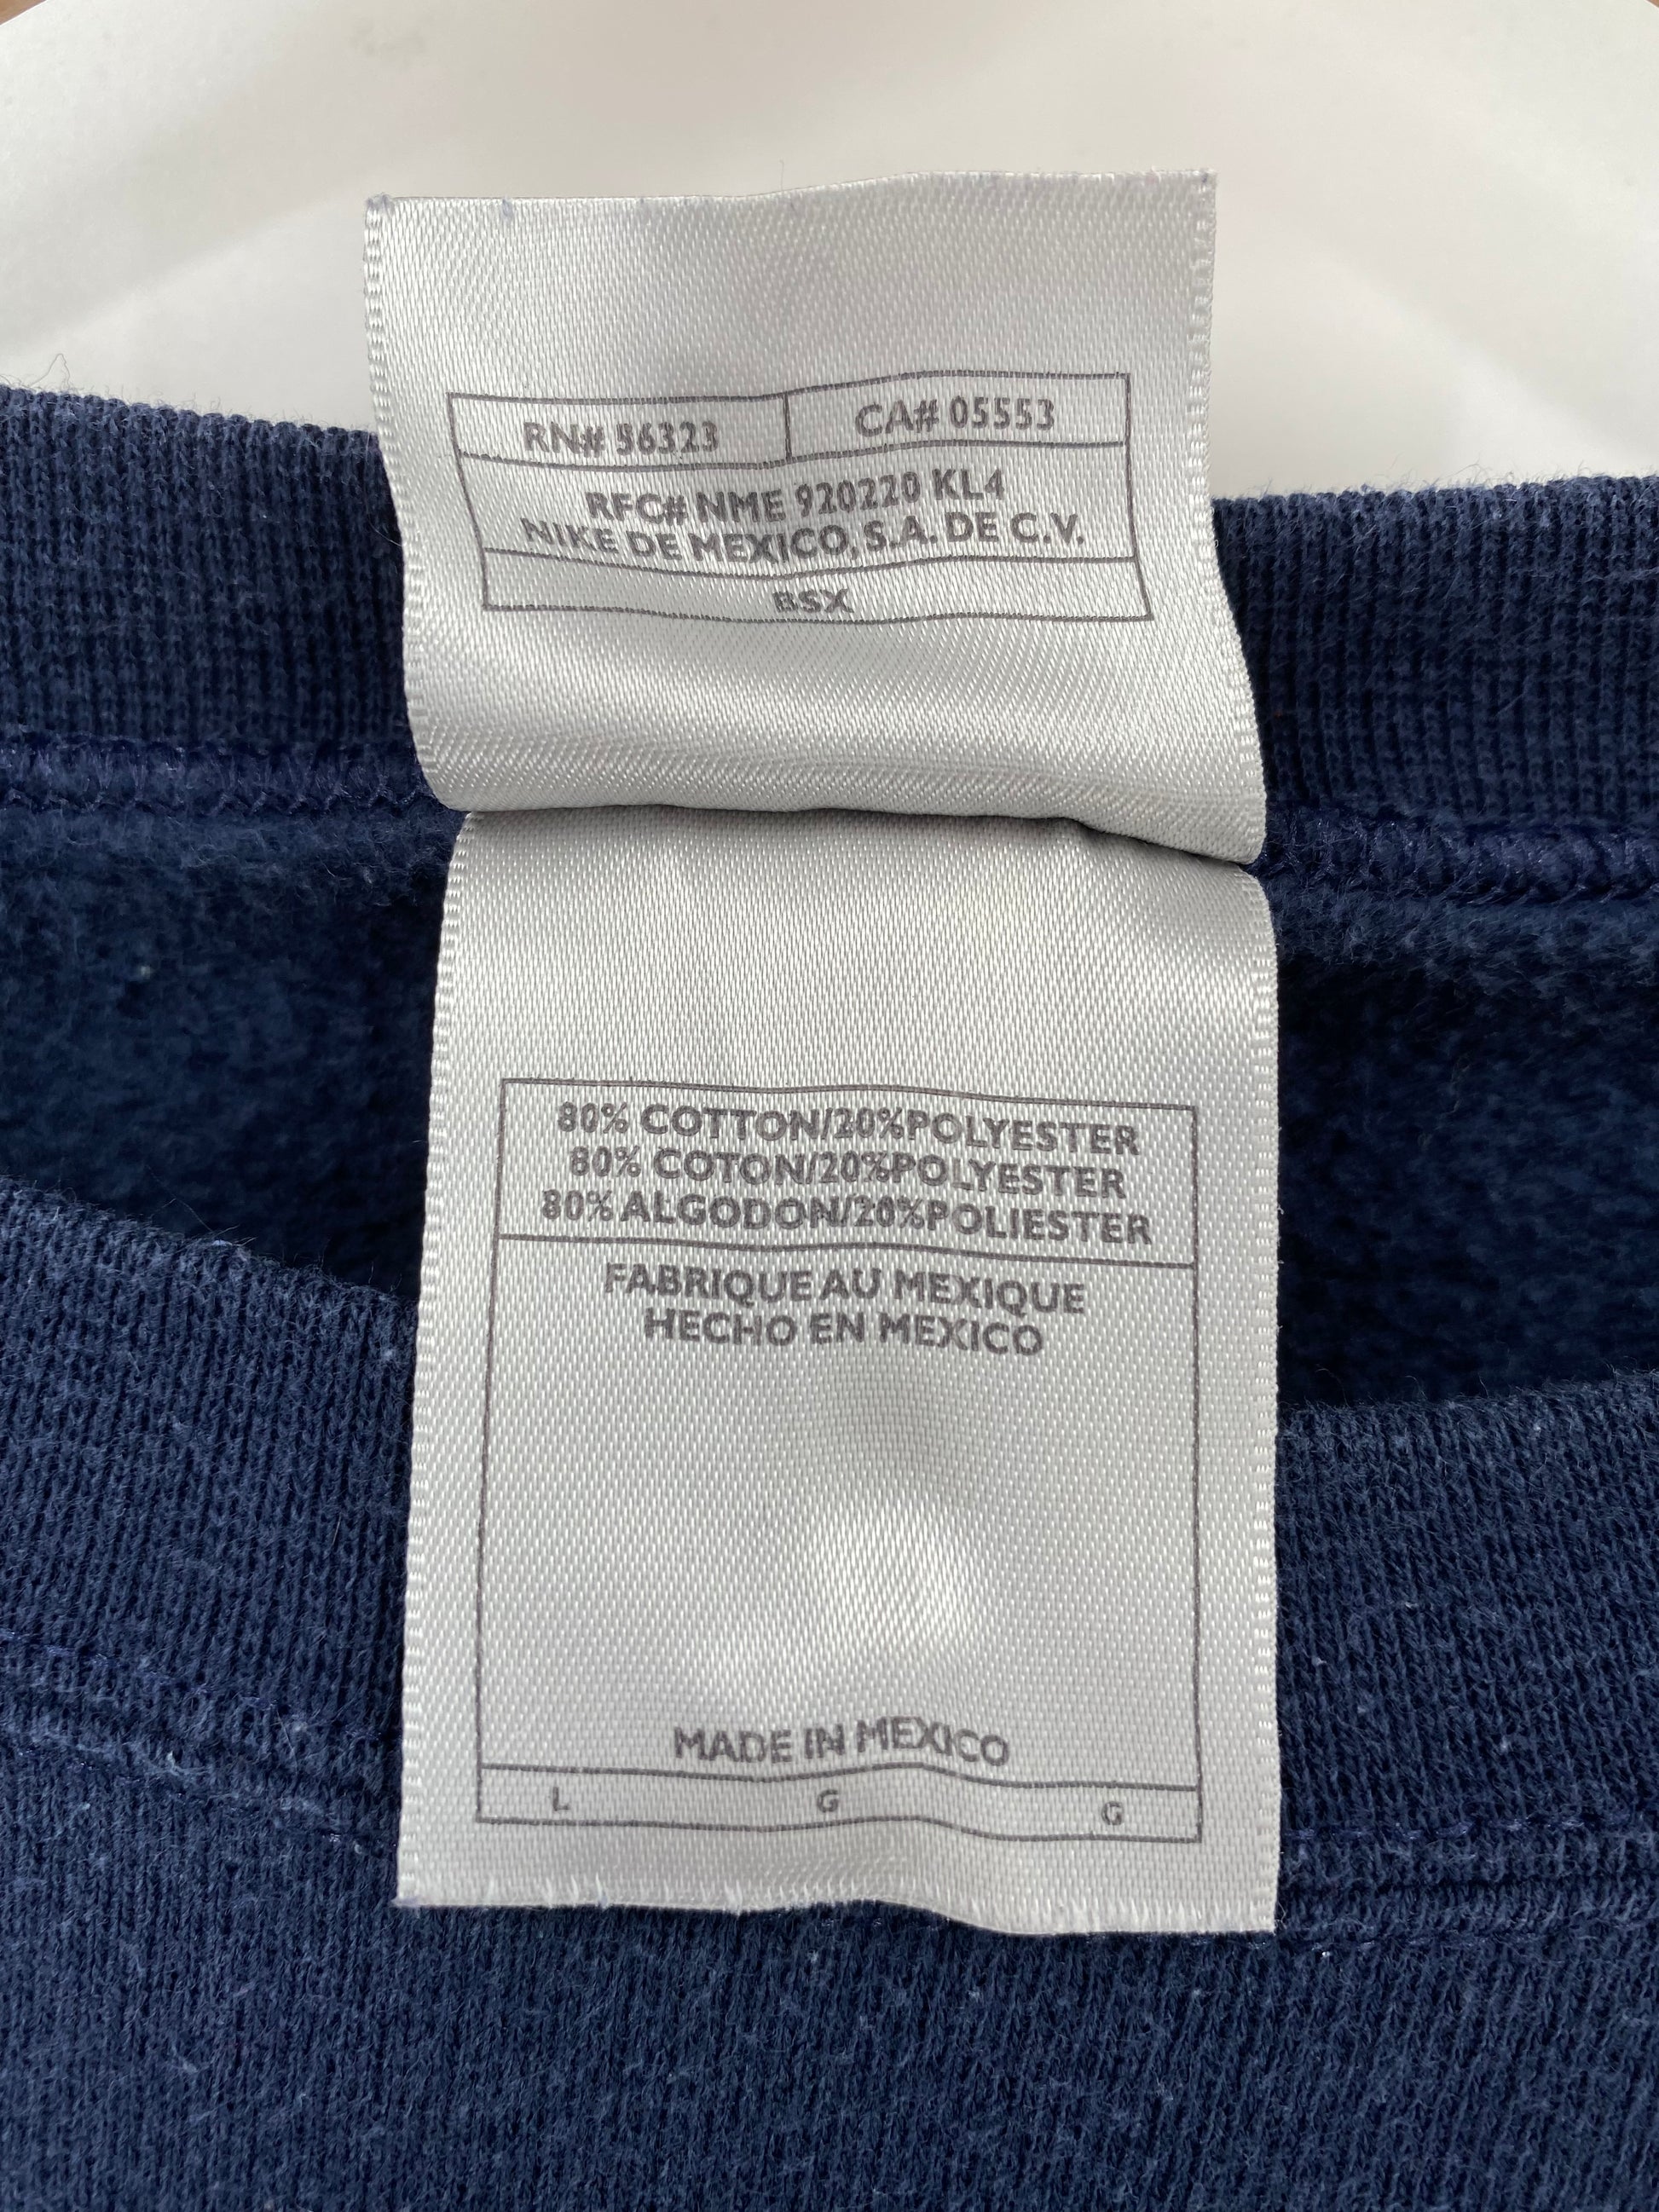 RN# 56323 CA# 05553
RFC# NME 920220 KL4
NIKE DE MEXICO, S.A. DE C.V.
BSX
80% COTTON/20%POLYESTER
80% COTON/20%POLYESTER
80% ALGODON/20%POLIESTER
FABRIQUE AU MEXIQUE
HECHO EN MEXICO
MADE IN MEXICO
L G G